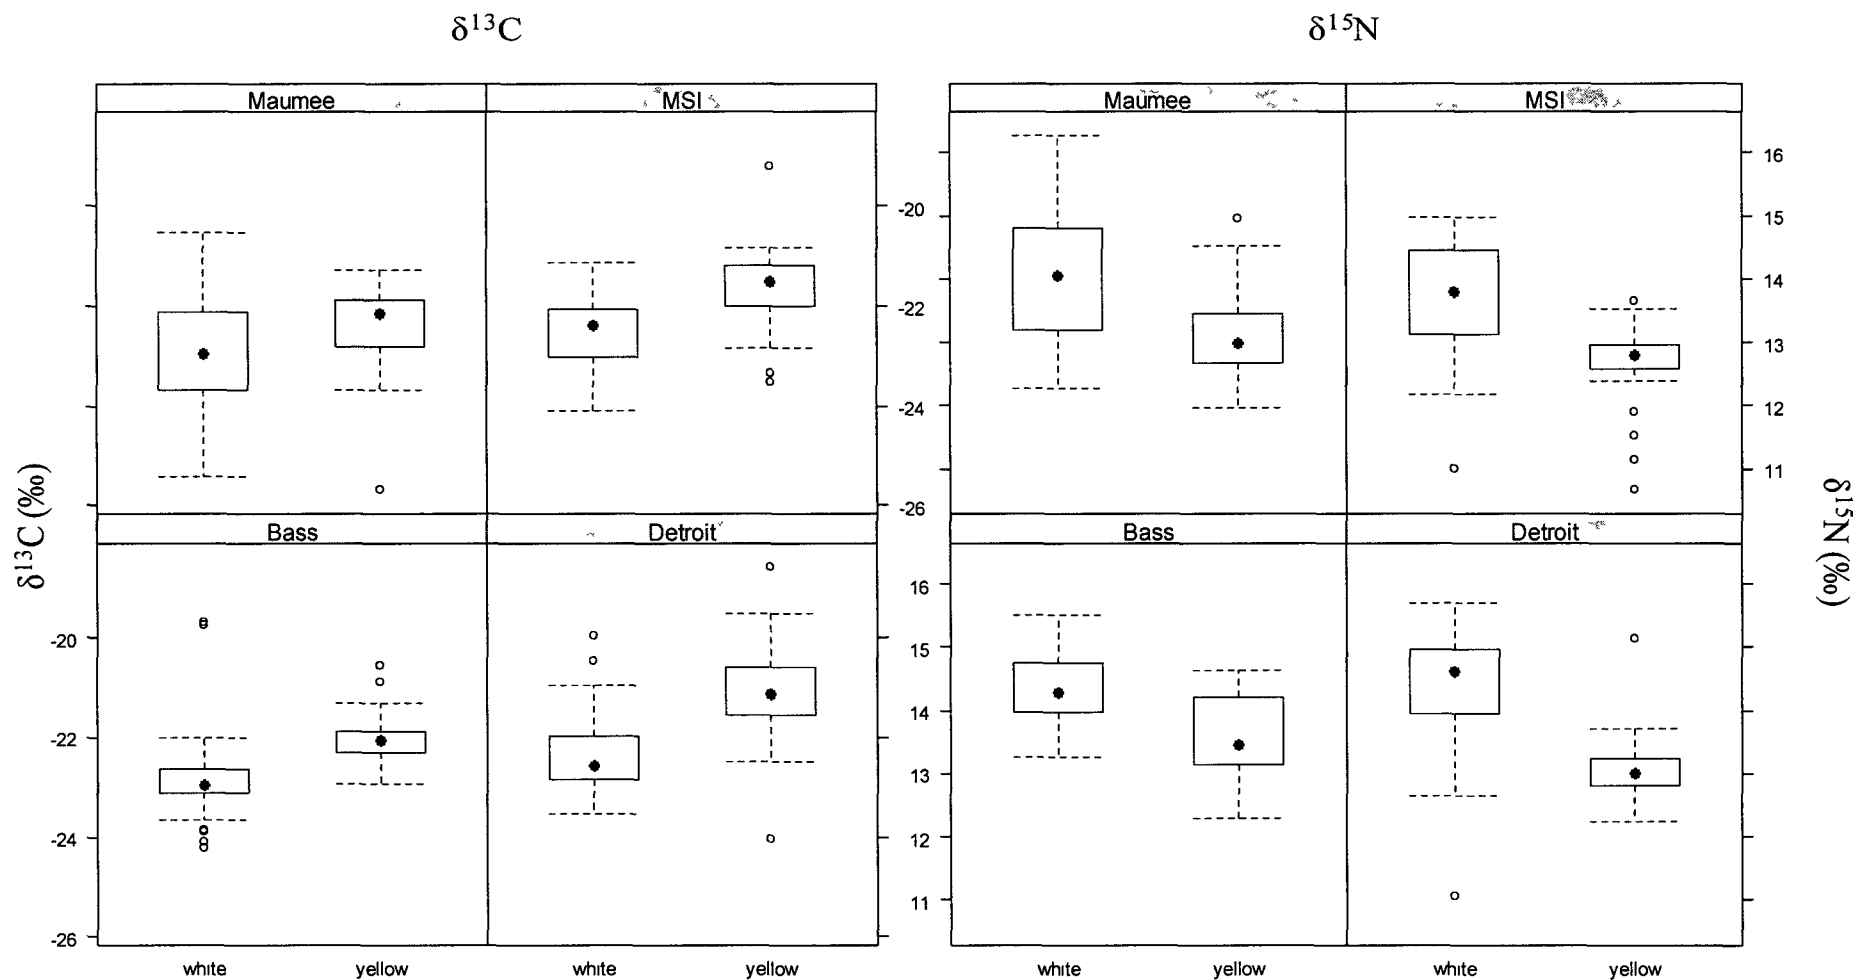 δ¹³C δ¹⁵N
Maumee MSI Maumee MSI
16
-20 15
14
-22
13
-24 12
11
-26
δ¹³C (‰)
δ¹⁵N (‰)
Bass Detroit Bass Detroit
16
-20 15
14
-22
13
-24 12
11
-26
white yellow white yellow white yellow white yellow